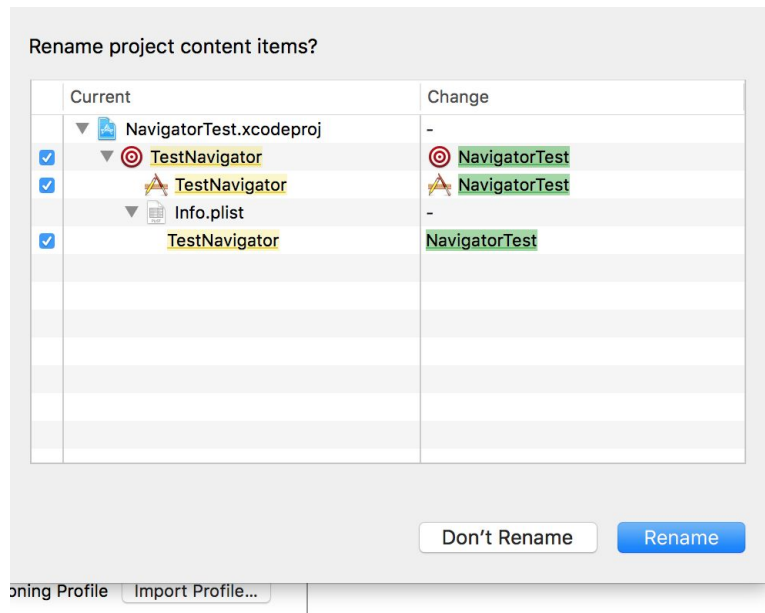 Rename project content items?
Current Change
NavigatorTest.xcodeproj -
TestNavigator NavigatorTest
TestNavigator NavigatorTest
Info.plist -
TestNavigator NavigatorTest
Don't Rename Rename
Profile Import Profile...